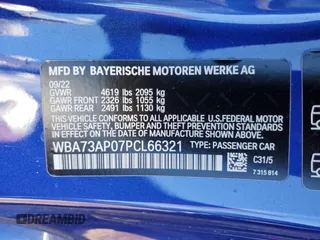 MFD BY BAYERISCHE MOTOREN WERKE AG
09/22
GVWR 4619 lbs 2095 kg
GAWR FRONT 2326 lbs 1055 kg
GAWR REAR 2491 lbs 1130 kg
THIS VEHICLE CONFORMS TO ALL APPLICABLE
U.S.FEDERAL MOTOR VEHICLE SAFETY, BUMPER
AND THEFT PREVENTION STANDARDS IN
EFFECT ON THE DATE OF MANUFACTURE SHOWN ABOVE.
WBA73AP07PCL66321 TYPE: PASSENGER CAR
C31/5
7 315 814
DREAMBID